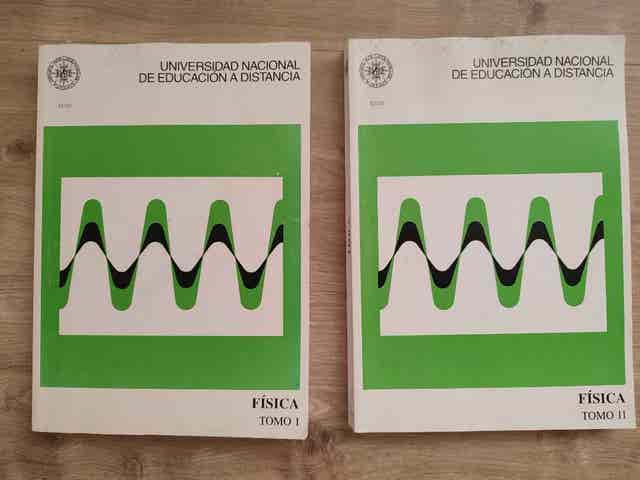 UNIVERSIDAD NACIONAL
DE EDUCACIÓN A DISTANCIA
FÍSICA
TOMO I
UNIVERSIDAD NACIONAL
DE EDUCACIÓN A DISTANCIA
FÍSICA
TOMO II